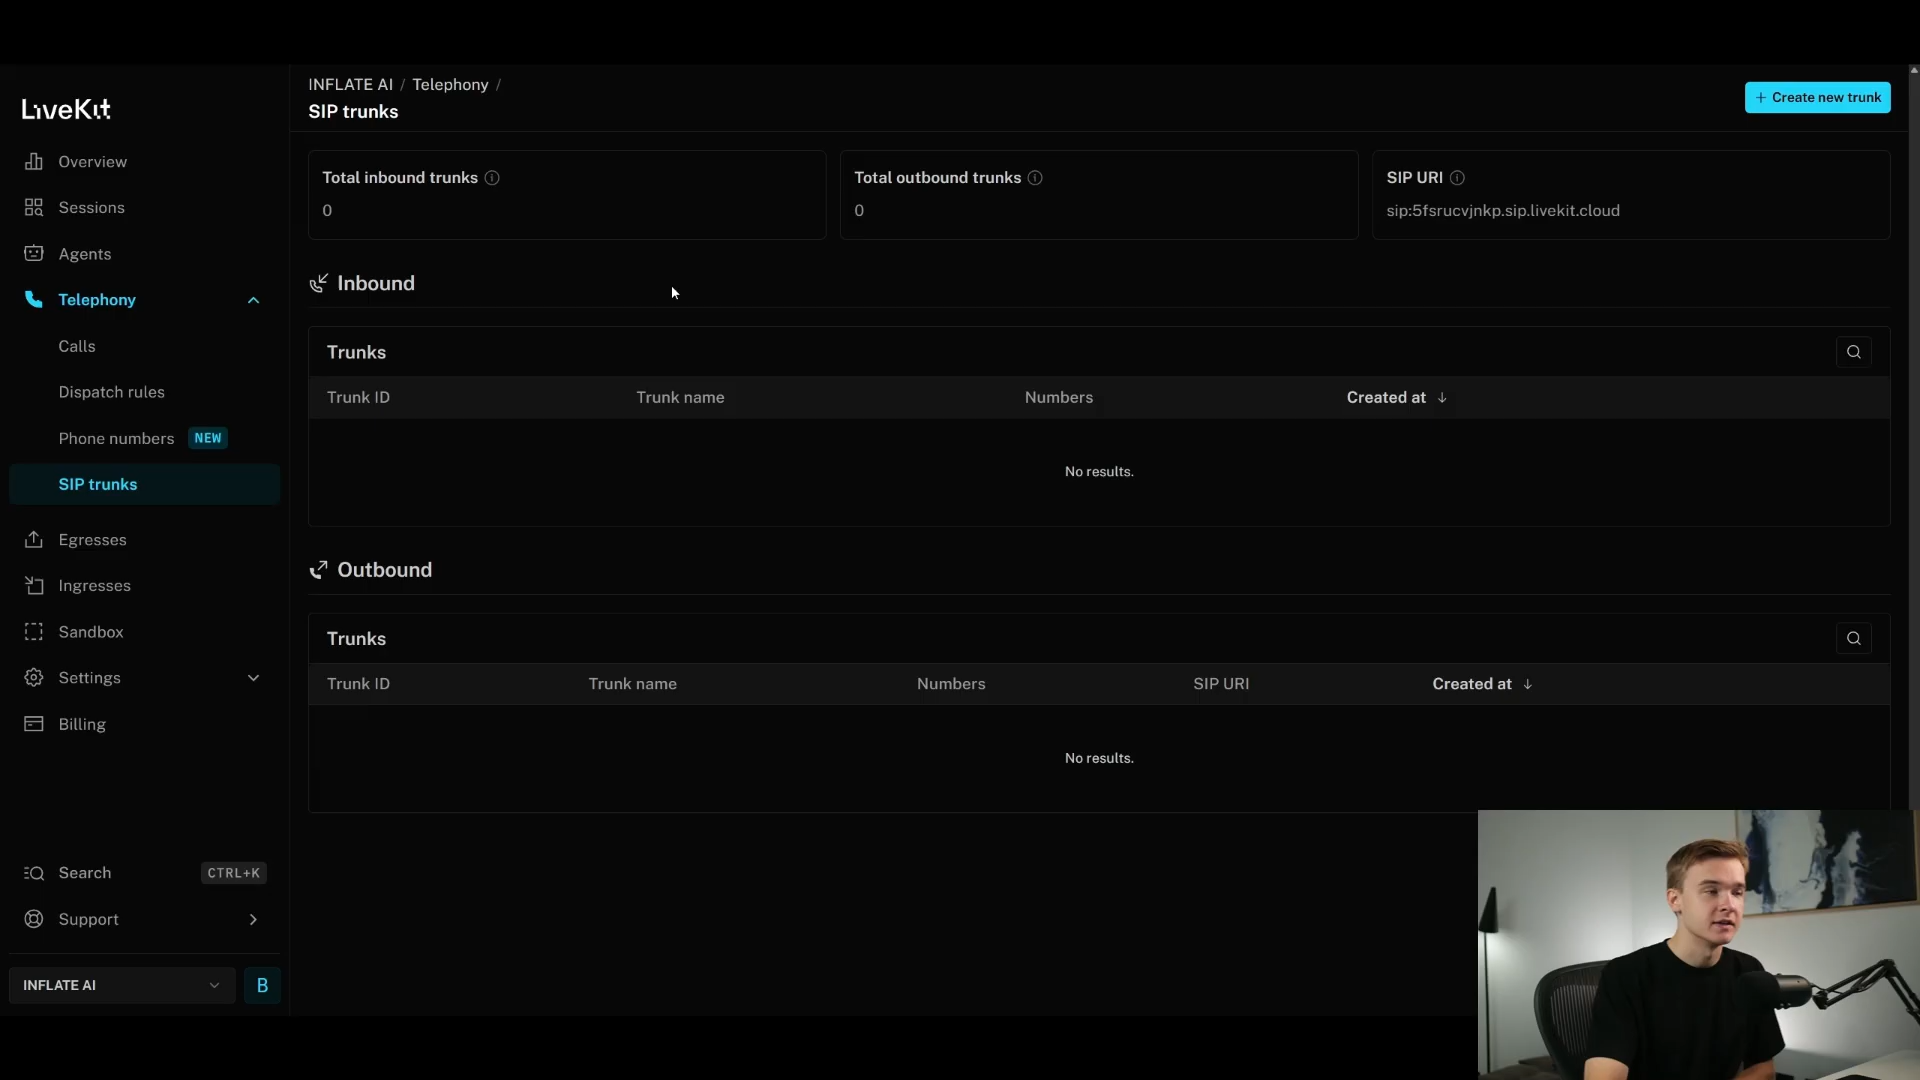 LiveKit
Overview
Sessions
Agents
Telephony
Calls
Dispatch rules
Phone numbers NEW
SIP trunks
Egresses
Ingresses
Sandbox
Settings
Billing
Search CTRL+K
Support
INFLATE AI B
INFLATE AI / Telephony /
SIP trunks
+ Create new trunk
Total inbound trunks
0
Total outbound trunks
0
SIP URI
sip:5fsrucvjnkp.sip.livekit.cloud
Inbound
Trunks
Trunk ID Trunk name Numbers Created at ↓
No results.
Outbound
Trunks
Trunk ID Trunk name Numbers SIP URI Created at ↓
No results.